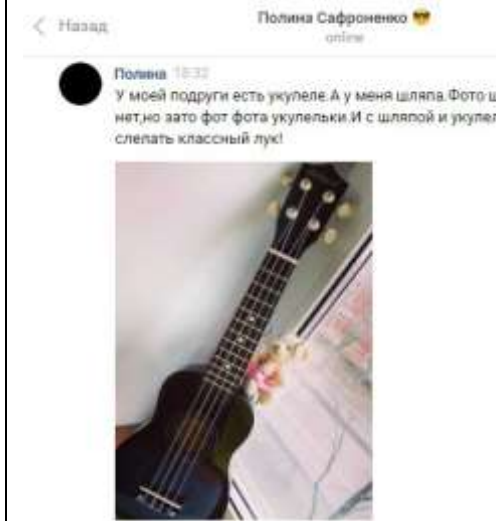 Назад
Полина Сафроненко 😎
online
Полина 18:32
У моей подруги есть укулеле.А у меня шляпа.Фото ш
нет,но зато фот фота укулельки.И с шляпой и укулел
слелать классный лук!